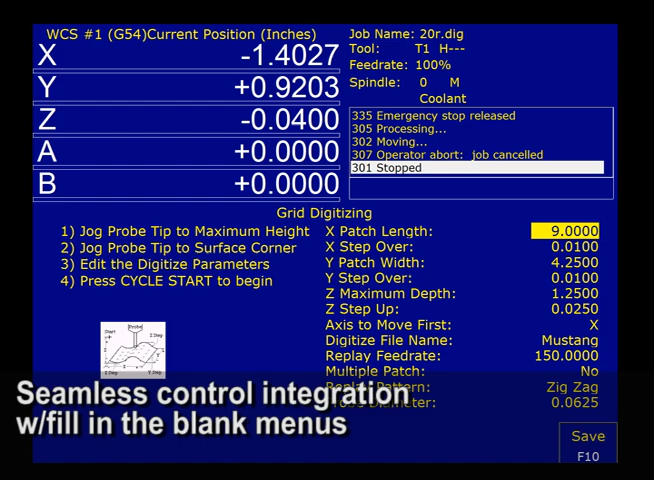 WCS #1 (G54)Current Position (Inches)
X -1.4027
Y +0.9203
Z -0.0400
A +0.0000
B +0.0000
Job Name: 20r.dig
Tool: T1 H---
Feedrate: 100%
Spindle: 0 M
Coolant
335 Emergency stop released
305 Processing...
302 Moving...
307 Operator abort: job cancelled
301 Stopped
Grid Digitizing
1) Jog Probe Tip to Maximum Height
2) Jog Probe Tip to Surface Corner
3) Edit the Digitize Parameters
4) Press CYCLE START to begin
X Patch Length: 9.0000
X Step Over: 0.0100
Y Patch Width: 4.2500
Y Step Over: 0.0100
Z Maximum Depth: 1.2500
Z Step Up: 0.0250
Axis to Move First: X
Digitize File Name: Mustang
Replay Feedrate: 150.0000
Multiple Patch: No
Pattern: Zig Zag
Diameter: 0.0625
Probe
Start
Seamless control integration
w/fill in the blank menus
Save
F10